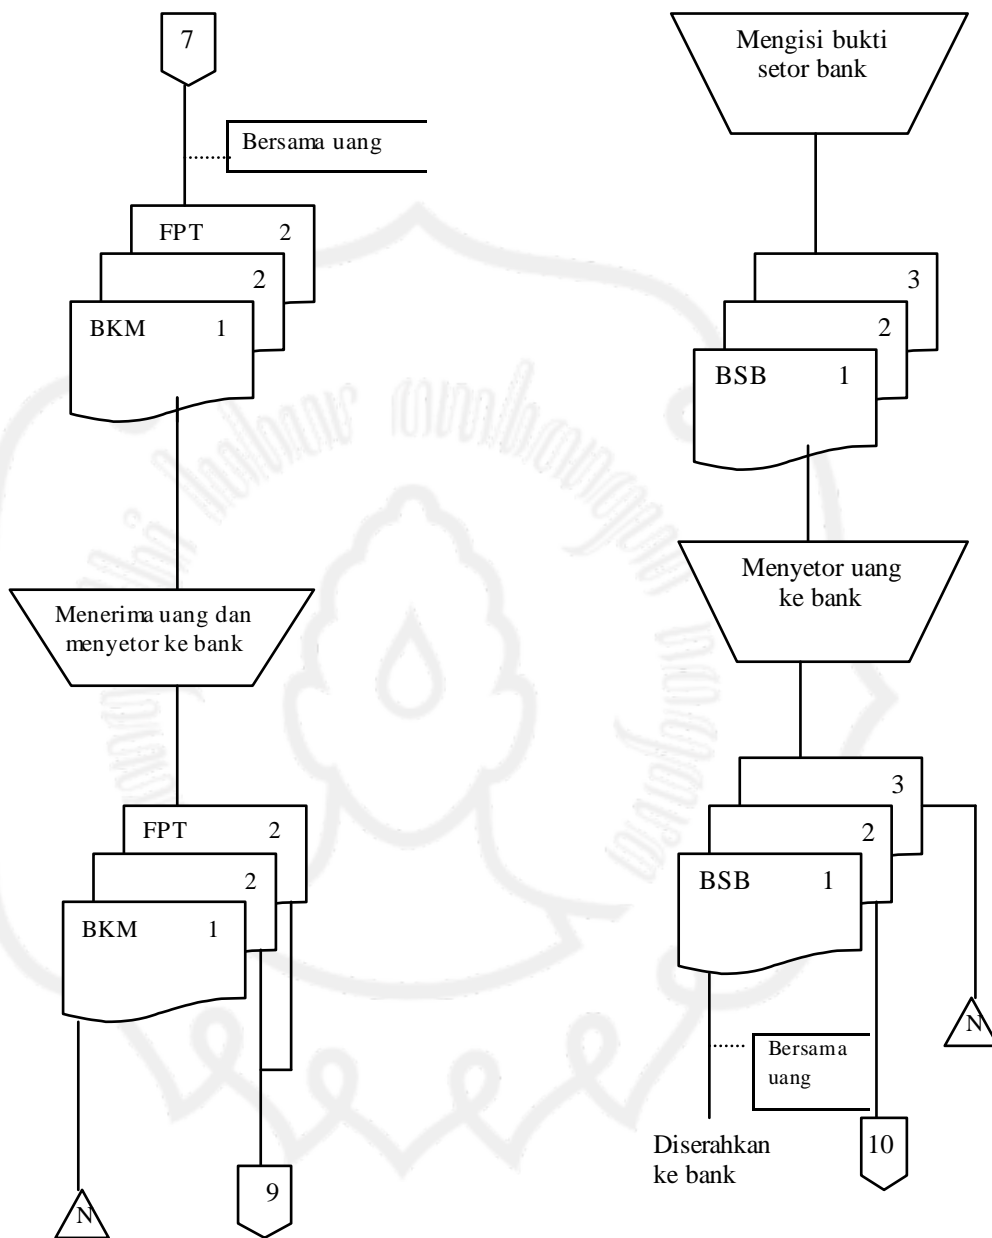 7
Bersama uang
FPT 2
2
BKM 1
Menerima uang dan
menyetor ke bank
FPT 2
2
BKM 1
N
9
Mengisi bukti
setor bank
3
2
BSB 1
Menyetor uang
ke bank
3
2
BSB 1
N
Bersama
uang
Diserahkan
ke bank
10